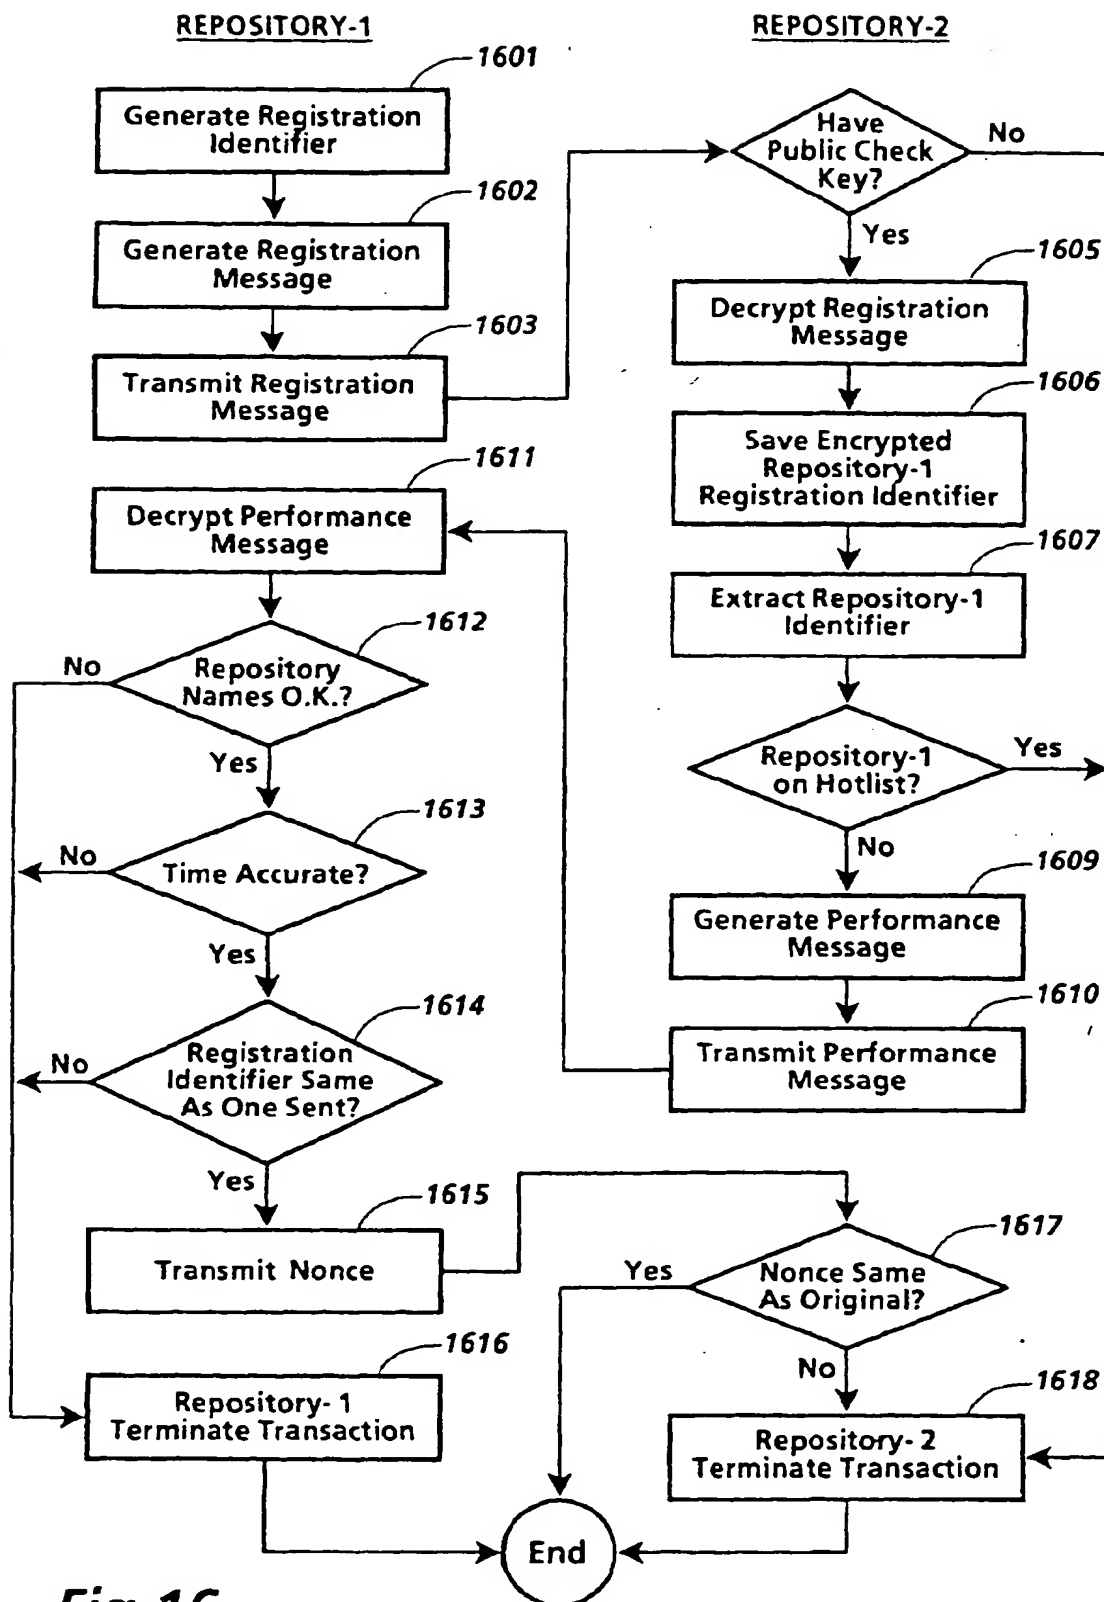 REPOSITORY-1
1601
Generate Registration
Identifier
1602
Generate Registration
Message
1603
Transmit Registration
Message
1611
Decrypt Performance
Message
1612
Repository
Names O.K.?
No
Yes
1613
Time Accurate?
No
Yes
1614
Registration
Identifier Same
As One Sent?
No
Yes
1615
Transmit Nonce
1616
Repository- 1
Terminate Transaction
REPOSITORY-2
Have
Public Check
Key?
No
Yes
1605
Decrypt Registration
Message
1606
Save Encrypted
Repository-1
Registration Identifier
1607
Extract Repository-1
Identifier
Repository-1
on Hotlist?
Yes
No
1609
Generate Performance
Message
1610
Transmit Performance
Message
1617
Nonce Same
As Original?
Yes
No
1618
Repository- 2
Terminate Transaction
End
Fig. 16